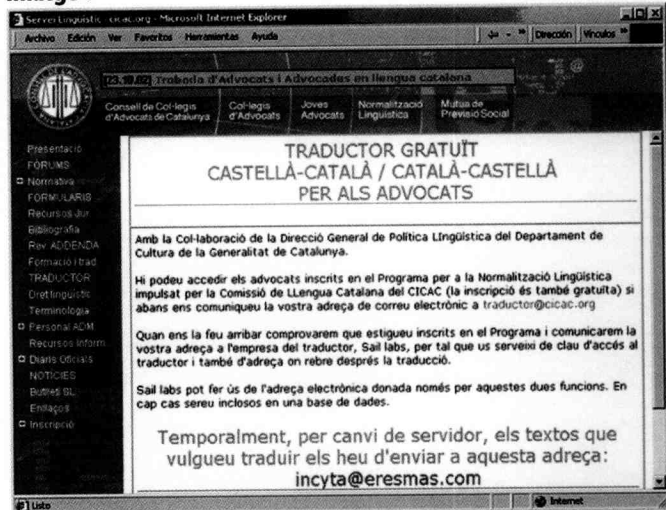 Servei Lingüístic - cicac.org - Microsoft Internet Explorer
Archivo Edición Ver Favoritos Herramientas Ayuda
Dirección Vínculos
[23.10.02] Trobada d'Advocats i Advocades en llengua catalana
Consell de Col·legis d'Advocats de Catalunya
Col·legis d'Advocats
Joves Advocats
Normalització Lingüística
Mútua de Previsió Social
Presentació
FÒRUMS
Normativa
FORMULARIS
Recursos Jur.
Bibliografia
Rev. ADDENDA
Formació i trad.
TRADUCTOR
Dret lingüístic
Terminologia
Personal ADM
Recursos Inform.
Diaris Oficials
NOTÍCIES
Butlletí SL
Enllaços
Inscripció
TRADUCTOR GRATUÏT
CASTELLÀ-CATALÀ / CATALÀ-CASTELLÀ
PER ALS ADVOCATS
Amb la Col·laboració de la Direcció General de Política LIngüística del Departament de
Cultura de la Generalitat de Catalunya.
Hi podeu accedir els advocats inscrits en el Programa per a la Normalització Lingüística
impulsat per la Comissió de LLengua Catalana del CICAC (la inscripció és també gratuïta) si
abans ens comuniqueu la vostra adreça de correu electrònic a traductor@cicac.org
Quan ens la feu arribar comprovarem que estigueu inscrits en el Programa i comunicarem la
vostra adreça a l'empresa del traductor, Sail labs, per tal que us serveixi de clau d'accés al
traductor i també d'adreça on rebre després la traducció.
Sail labs pot fer ús de l'adreça electrònica donada només per aquestes dues funcions. En
cap cas sereu inclosos en una base de dades.
Temporalment, per canvi de servidor, els textos que
vulgueu traduir els heu d'enviar a aquesta adreça:
incyta@eresmas.com
Listo
Internet